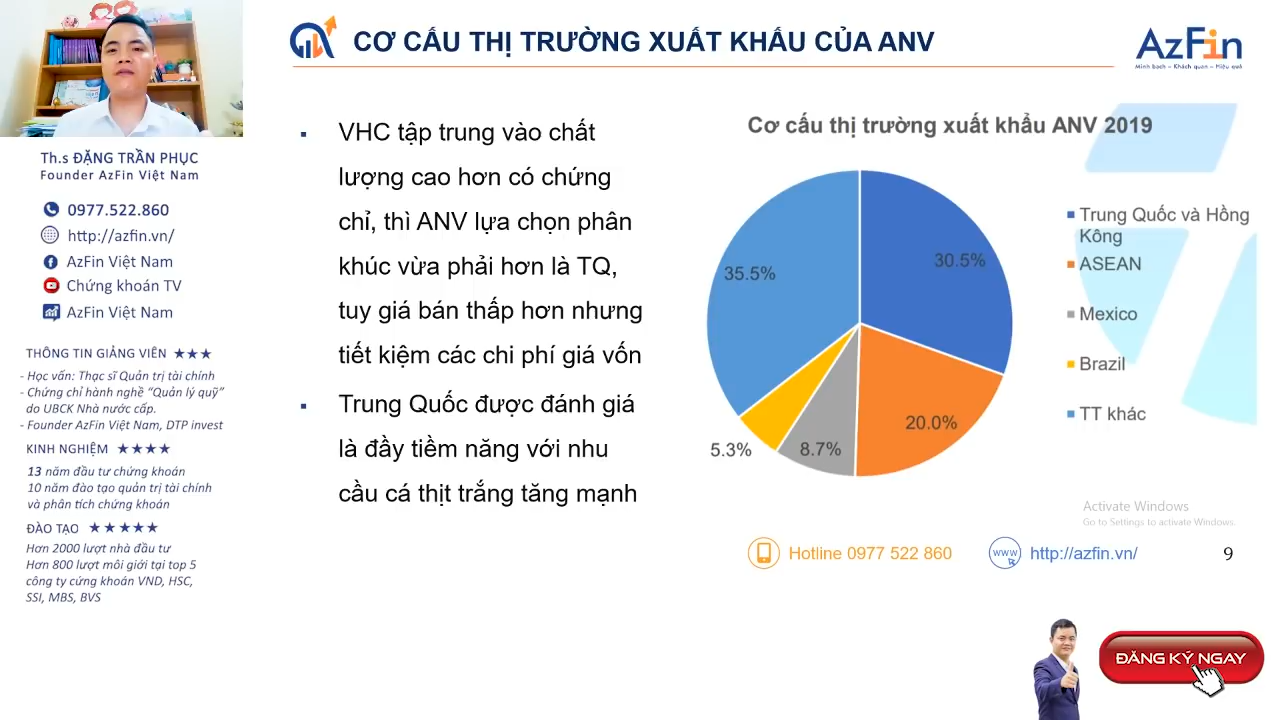 CƠ CẤU THỊ TRƯỜNG XUẤT KHẨU CỦA ANV
AzFin
Minh bạch – Khách quan – Hiệu quả
Th.s ĐẶNG TRẦN PHỤC
Founder AzFin Việt Nam
0977.522.860
http://azfin.vn/
AzFin Việt Nam
Chứng khoán TV
AzFin Việt Nam
THÔNG TIN GIẢNG VIÊN ★★★
- Học vấn: Thạc sĩ Quản trị tài chính
- Chứng chỉ hành nghề “Quản lý quỹ”
do UBCK Nhà nước cấp.
- Founder AzFin Việt Nam, DTP invest
KINH NGHIỆM ★★★★
13 năm đầu tư chứng khoán
10 năm đào tạo quản trị tài chính
và phân tích chứng khoán
ĐÀO TẠO ★★★★★
Hơn 2000 lượt nhà đầu tư
Hơn 800 lượt môi giới tại top 5
công ty cứng khoán VND, HSC,
SSI, MBS, BVS
▪ VHC tập trung vào chất
lượng cao hơn có chứng
chỉ, thì ANV lựa chọn phân
khúc vừa phải hơn là TQ,
tuy giá bán thấp hơn nhưng
tiết kiệm các chi phí giá vốn
▪ Trung Quốc được đánh giá
là đầy tiềm năng với nhu
cầu cá thịt trắng tăng mạnh
Cơ cấu thị trường xuất khẩu ANV 2019
30.5%
20.0%
8.7%
5.3%
35.5%
Trung Quốc và Hồng
Kông
ASEAN
Mexico
Brazil
TT khác
Activate Windows
Go to Settings to activate Windows.
Hotline 0977 522 860
www
http://azfin.vn/
9
ĐĂNG KÝ NGAY